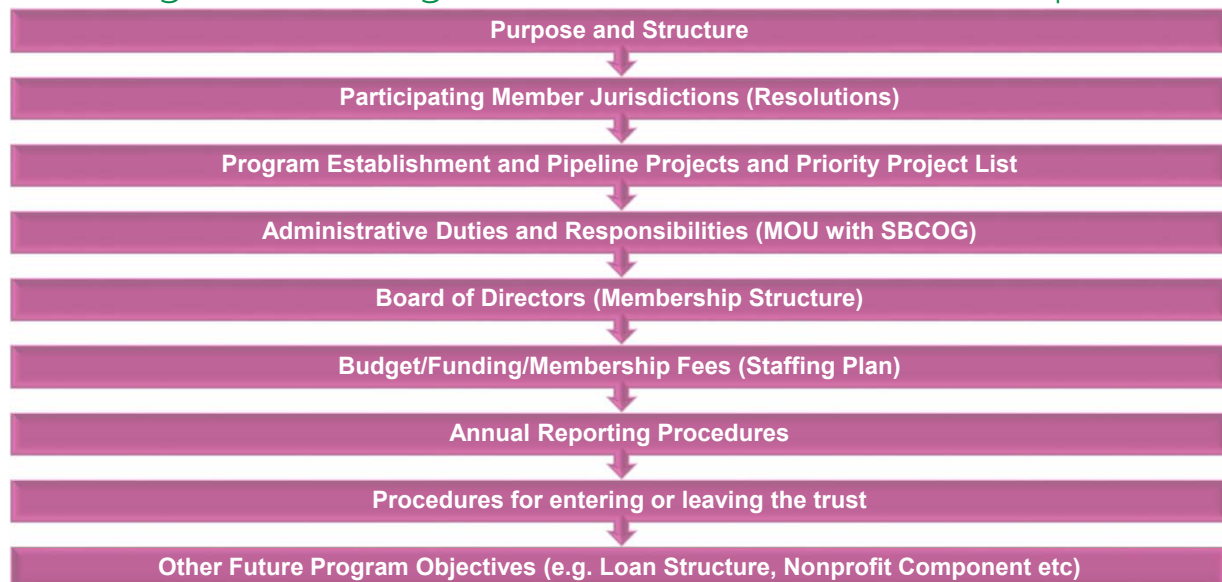 Purpose and Structure
Participating Member Jurisdictions (Resolutions)
Program Establishment and Pipeline Projects and Priority Project List
Administrative Duties and Responsibilities (MOU with SBCOG)
Board of Directors (Membership Structure)
Budget/Funding/Membership Fees (Staffing Plan)
Annual Reporting Procedures
Procedures for entering or leaving the trust
Other Future Program Objectives (e.g. Loan Structure, Nonprofit Component etc)